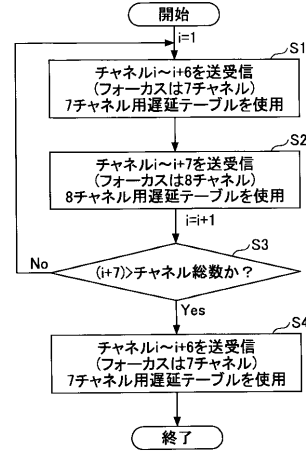 開始
i=1
S1
チャネルi～i+6を送受信
(フォーカスは7チャネル)
7チャネル用遅延テーブルを使用
S2
チャネルi～i+7を送受信
(フォーカスは8チャネル)
8チャネル用遅延テーブルを使用
i=i+1
S3
No
(i+7)>チャネル総数か？
Yes
S4
チャネルi～i+6を送受信
(フォーカスは7チャネル)
7チャネル用遅延テーブルを使用
終了